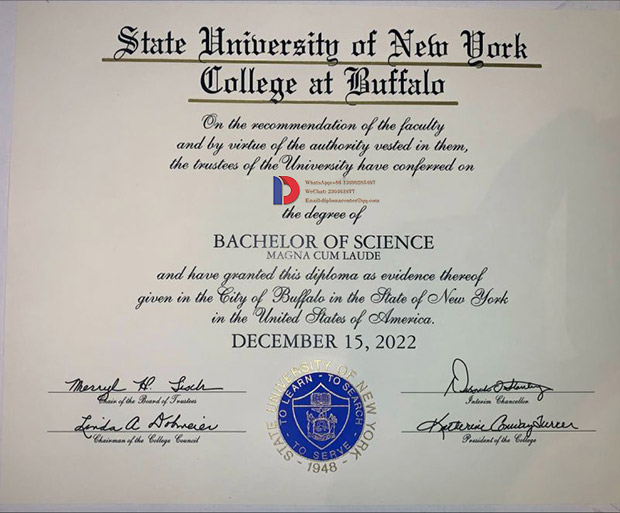 State University of New York
College at Buffalo
On the recommendation of the faculty
and by virtue of the authority vested in them,
the trustees of the University have conferred on
the degree of
BACHELOR OF SCIENCE
MAGNA CUM LAUDE
and have granted this diploma as evidence thereof
given in the City of Buffalo in the State of New York
in the United States of America.
DECEMBER 15, 2022
Chair of the Board of Trustees
Linda A Dohmeier
Chairman of the College Council
STATE UNIVERSITY OF NEW YORK
TO LEARN - TO SEARCH - TO SERVE
- 1948 -
Interim Chancellor
Katherine Conway-Turner
President of the College